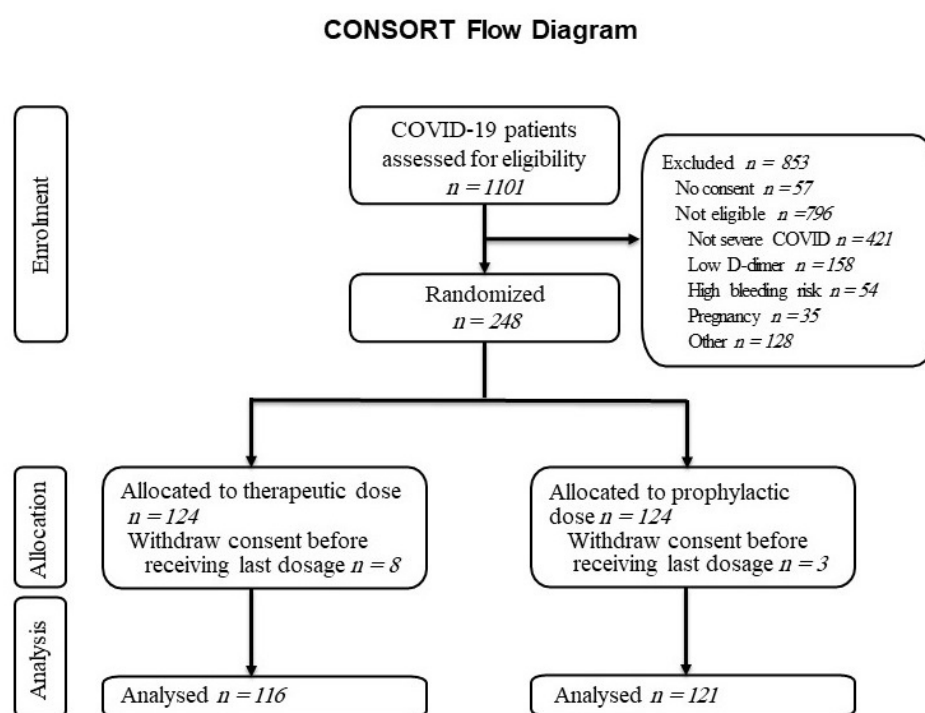 CONSORT Flow Diagram
Enrolment
COVID-19 patients
assessed for eligibility
n = 1101
Excluded n = 853
No consent n = 57
Not eligible n =796
Not severe COVID n = 421
Low D-dimer n = 158
High bleeding risk n = 54
Pregnancy n = 35
Other n = 128
Randomized
n = 248
Allocation
Allocated to therapeutic dose
n = 124
Withdraw consent before
receiving last dosage n = 8
Allocated to prophylactic
dose n = 124
Withdraw consent before
receiving last dosage n = 3
Analysis
Analysed n = 116
Analysed n = 121